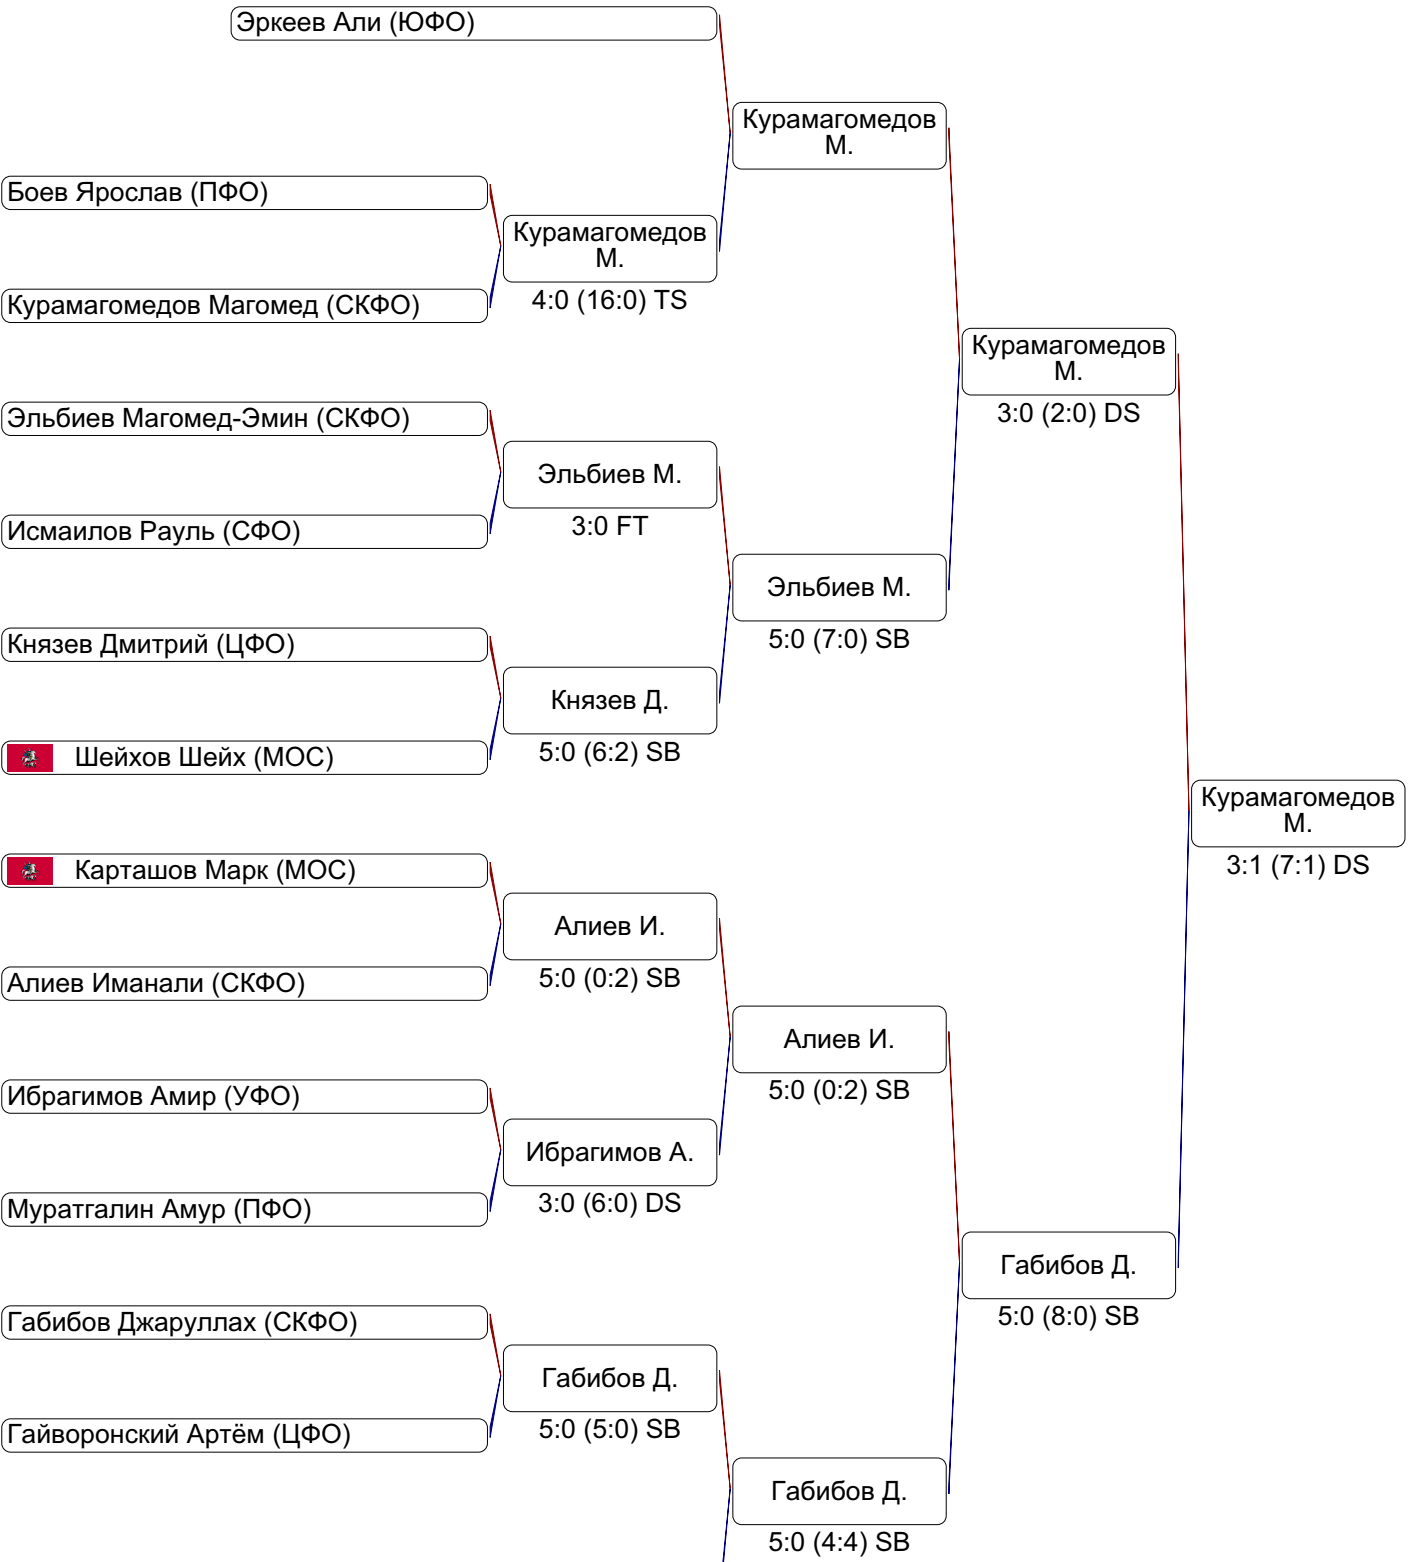 Эркеев Али (ЮФО)
Курамагомедов
М.
Боев Ярослав (ПФО)
Курамагомедов
М.
4:0 (16:0) TS
Курамагомедов Магомед (СКФО)
Курамагомедов
М.
3:0 (2:0) DS
Эльбиев Магомед-Эмин (СКФО)
Эльбиев М.
3:0 FT
Исмаилов Рауль (СФО)
Эльбиев М.
5:0 (7:0) SB
Князев Дмитрий (ЦФО)
Князев Д.
5:0 (6:2) SB
Шейхов Шейх (МОС)
Курамагомедов
М.
3:1 (7:1) DS
Карташов Марк (МОС)
Алиев И.
5:0 (0:2) SB
Алиев Иманали (СКФО)
Алиев И.
5:0 (0:2) SB
Ибрагимов Амир (УФО)
Ибрагимов А.
3:0 (6:0) DS
Муратгалин Амур (ПФО)
Габибов Д.
5:0 (8:0) SB
Габибов Джаруллах (СКФО)
Габибов Д.
5:0 (5:0) SB
Гайворонский Артём (ЦФО)
Габибов Д.
5:0 (4:4) SB